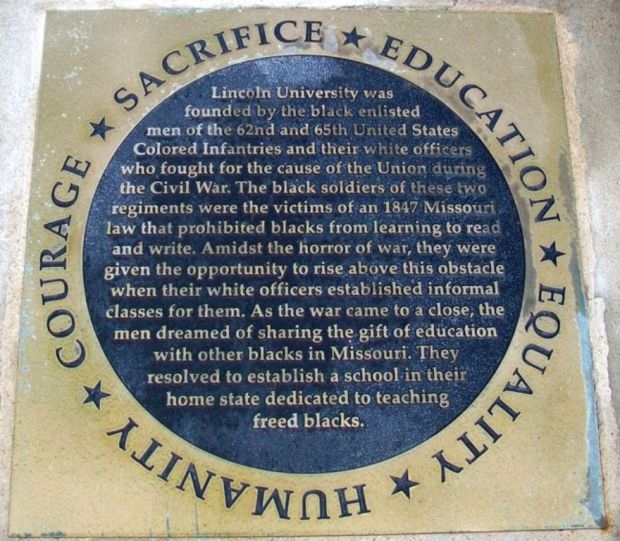 COURAGE ★ SACRIFICE ★ EDUCATION ★ EQUALITY ★ HUMANITY ★
Lincoln University was
founded by the black enlisted
men of the 62nd and 65th United States
Colored Infantries and their white officers
who fought for the cause of the Union during
the Civil War. The black soldiers of these two
regiments were the victims of an 1847 Missouri
law that prohibited blacks from learning to read
and write. Amidst the horror of war, they were
given the opportunity to rise above this obstacle
when their white officers established informal
classes for them. As the war came to a close, the
men dreamed of sharing the gift of education
with other blacks in Missouri. They
resolved to establish a school in their
home state dedicated to teaching
freed blacks.